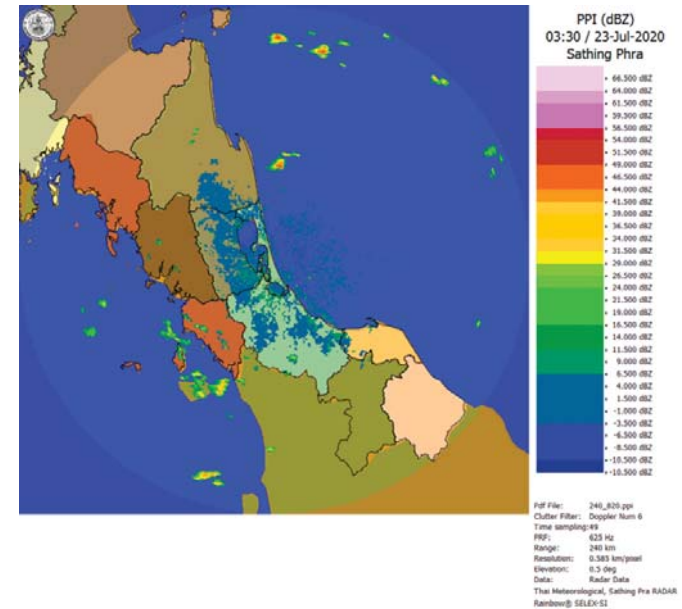 PPI (dBZ)
03:30 / 23-Jul-2020
Sathing Phra
66.500 dBZ
64.000 dBZ
61.500 dBZ
59.300 dBZ
56.500 dBZ
54.000 dBZ
51.500 dBZ
49.000 dBZ
46.500 dBZ
44.000 dBZ
41.500 dBZ
39.000 dBZ
36.500 dBZ
24.000 dBZ
31.500 dBZ
29.000 dBZ
26.500 dBZ
24.000 dBZ
21.500 dBZ
19.000 dBZ
16.500 dBZ
14.000 dBZ
11.500 dBZ
9.000 dBZ
6.500 dBZ
4.000 dBZ
1.500 dBZ
-1.000 dBZ
-3.500 dBZ
-6.500 dBZ
-8.500 dBZ
-10.500 dBZ
-10.500 dBZ
Pdf File: 240_820.ppi
Clutter Filter: Doppler Num 6
Time sampling:49
PRF: 625 Hz
Range: 240 km
Resolution: 0.585 km/pixel
Elevation: 0.5 deg
Data: Radar Data
Thai Meteorological, Sathing Pra RADAR
Rainbow® SELEX-SI